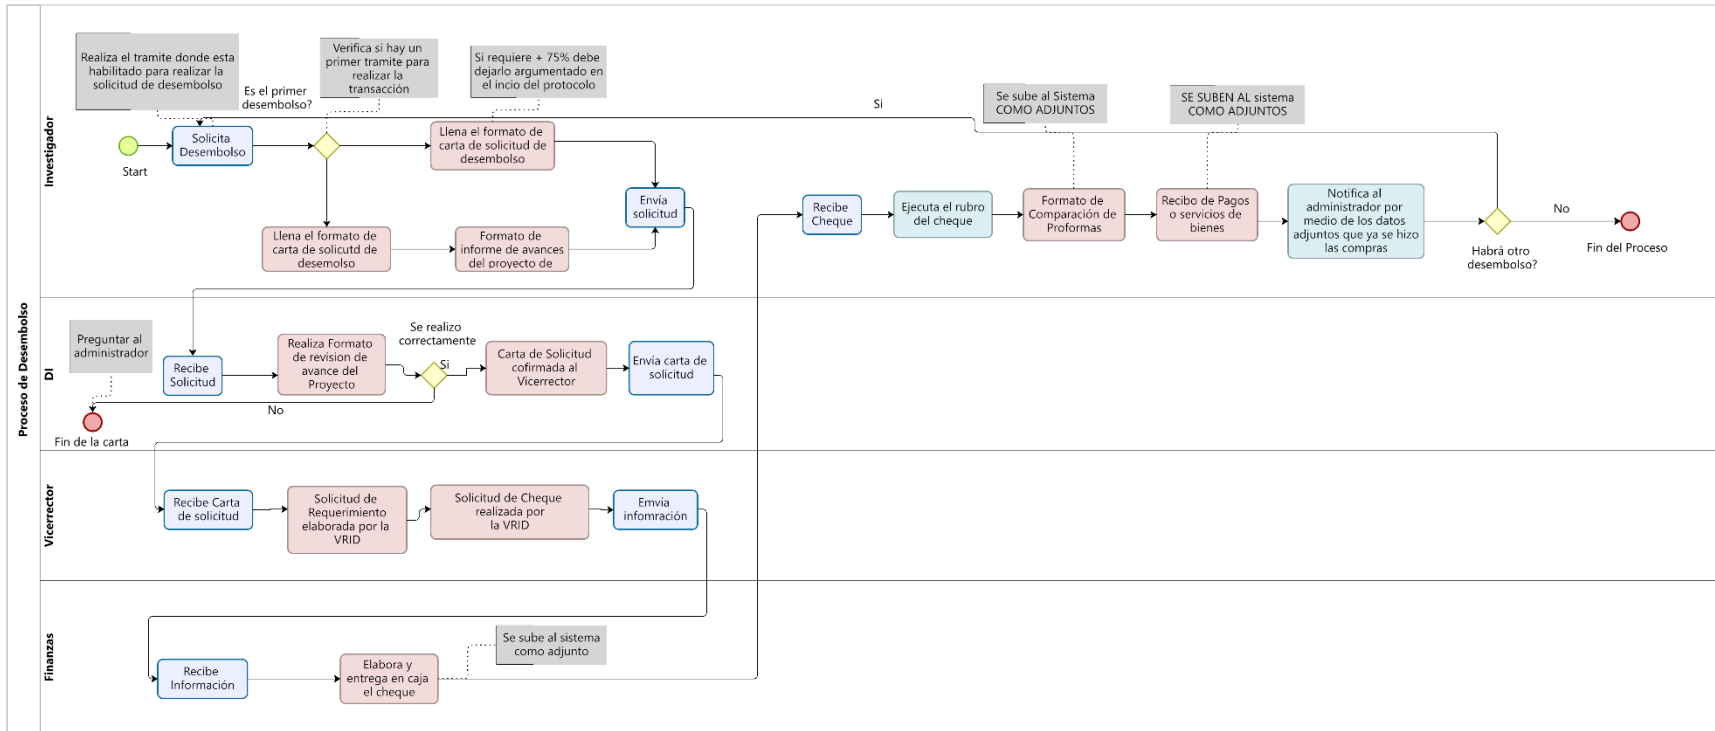 Proceso de Desembolso
Investigador
Realiza el tramite donde esta
habilitado para realizar la
solicitud de desembolso
Es el primer
desembolso?
Verifica si hay un
primer tramite para
realizar la
transacción
Si requiere + 75% debe
dejarlo argumentado en
el incio del protocolo
Start
Solicita
Desembolso
Llena el formato de
carta de solicitud de
desembolso
Llena el formato de
carta de solicutd de
desemolso
Formato de
informe de avances
del proyecto de
Envía
solicitud
Si
Se sube al Sistema
COMO ADJUNTOS
SE SUBEN AL sistema
COMO ADJUNTOS
Recibe
Cheque
Ejecuta el rubro
del cheque
Formato de
Comparación de
Proformas
Recibo de Pagos
o servicios de
bienes
Notifica al
administrador por
medio de los datos
adjuntos que ya se hizo
las compras
Habrá otro
desembolso?
No
Fin del Proceso
DI
Preguntar al
administrador
Fin de la carta
Recibe
Solicitud
Realiza Formato
de revision de
avance del
Proyecto
Se realizo
correctamente
Si
No
Carta de Solicitud
cofirmada al
Vicerrector
Envía carta de
solicitud
Vicerrector
Recibe Carta
de solicitud
Solicitud de
Requerimiento
elaborada por la
VRID
Solicitud de Cheque
realizada por
la VRID
Emvía
infomración
Finanzas
Recibe
Información
Elabora y
entrega en caja
el cheque
Se sube al sistema
como adjunto